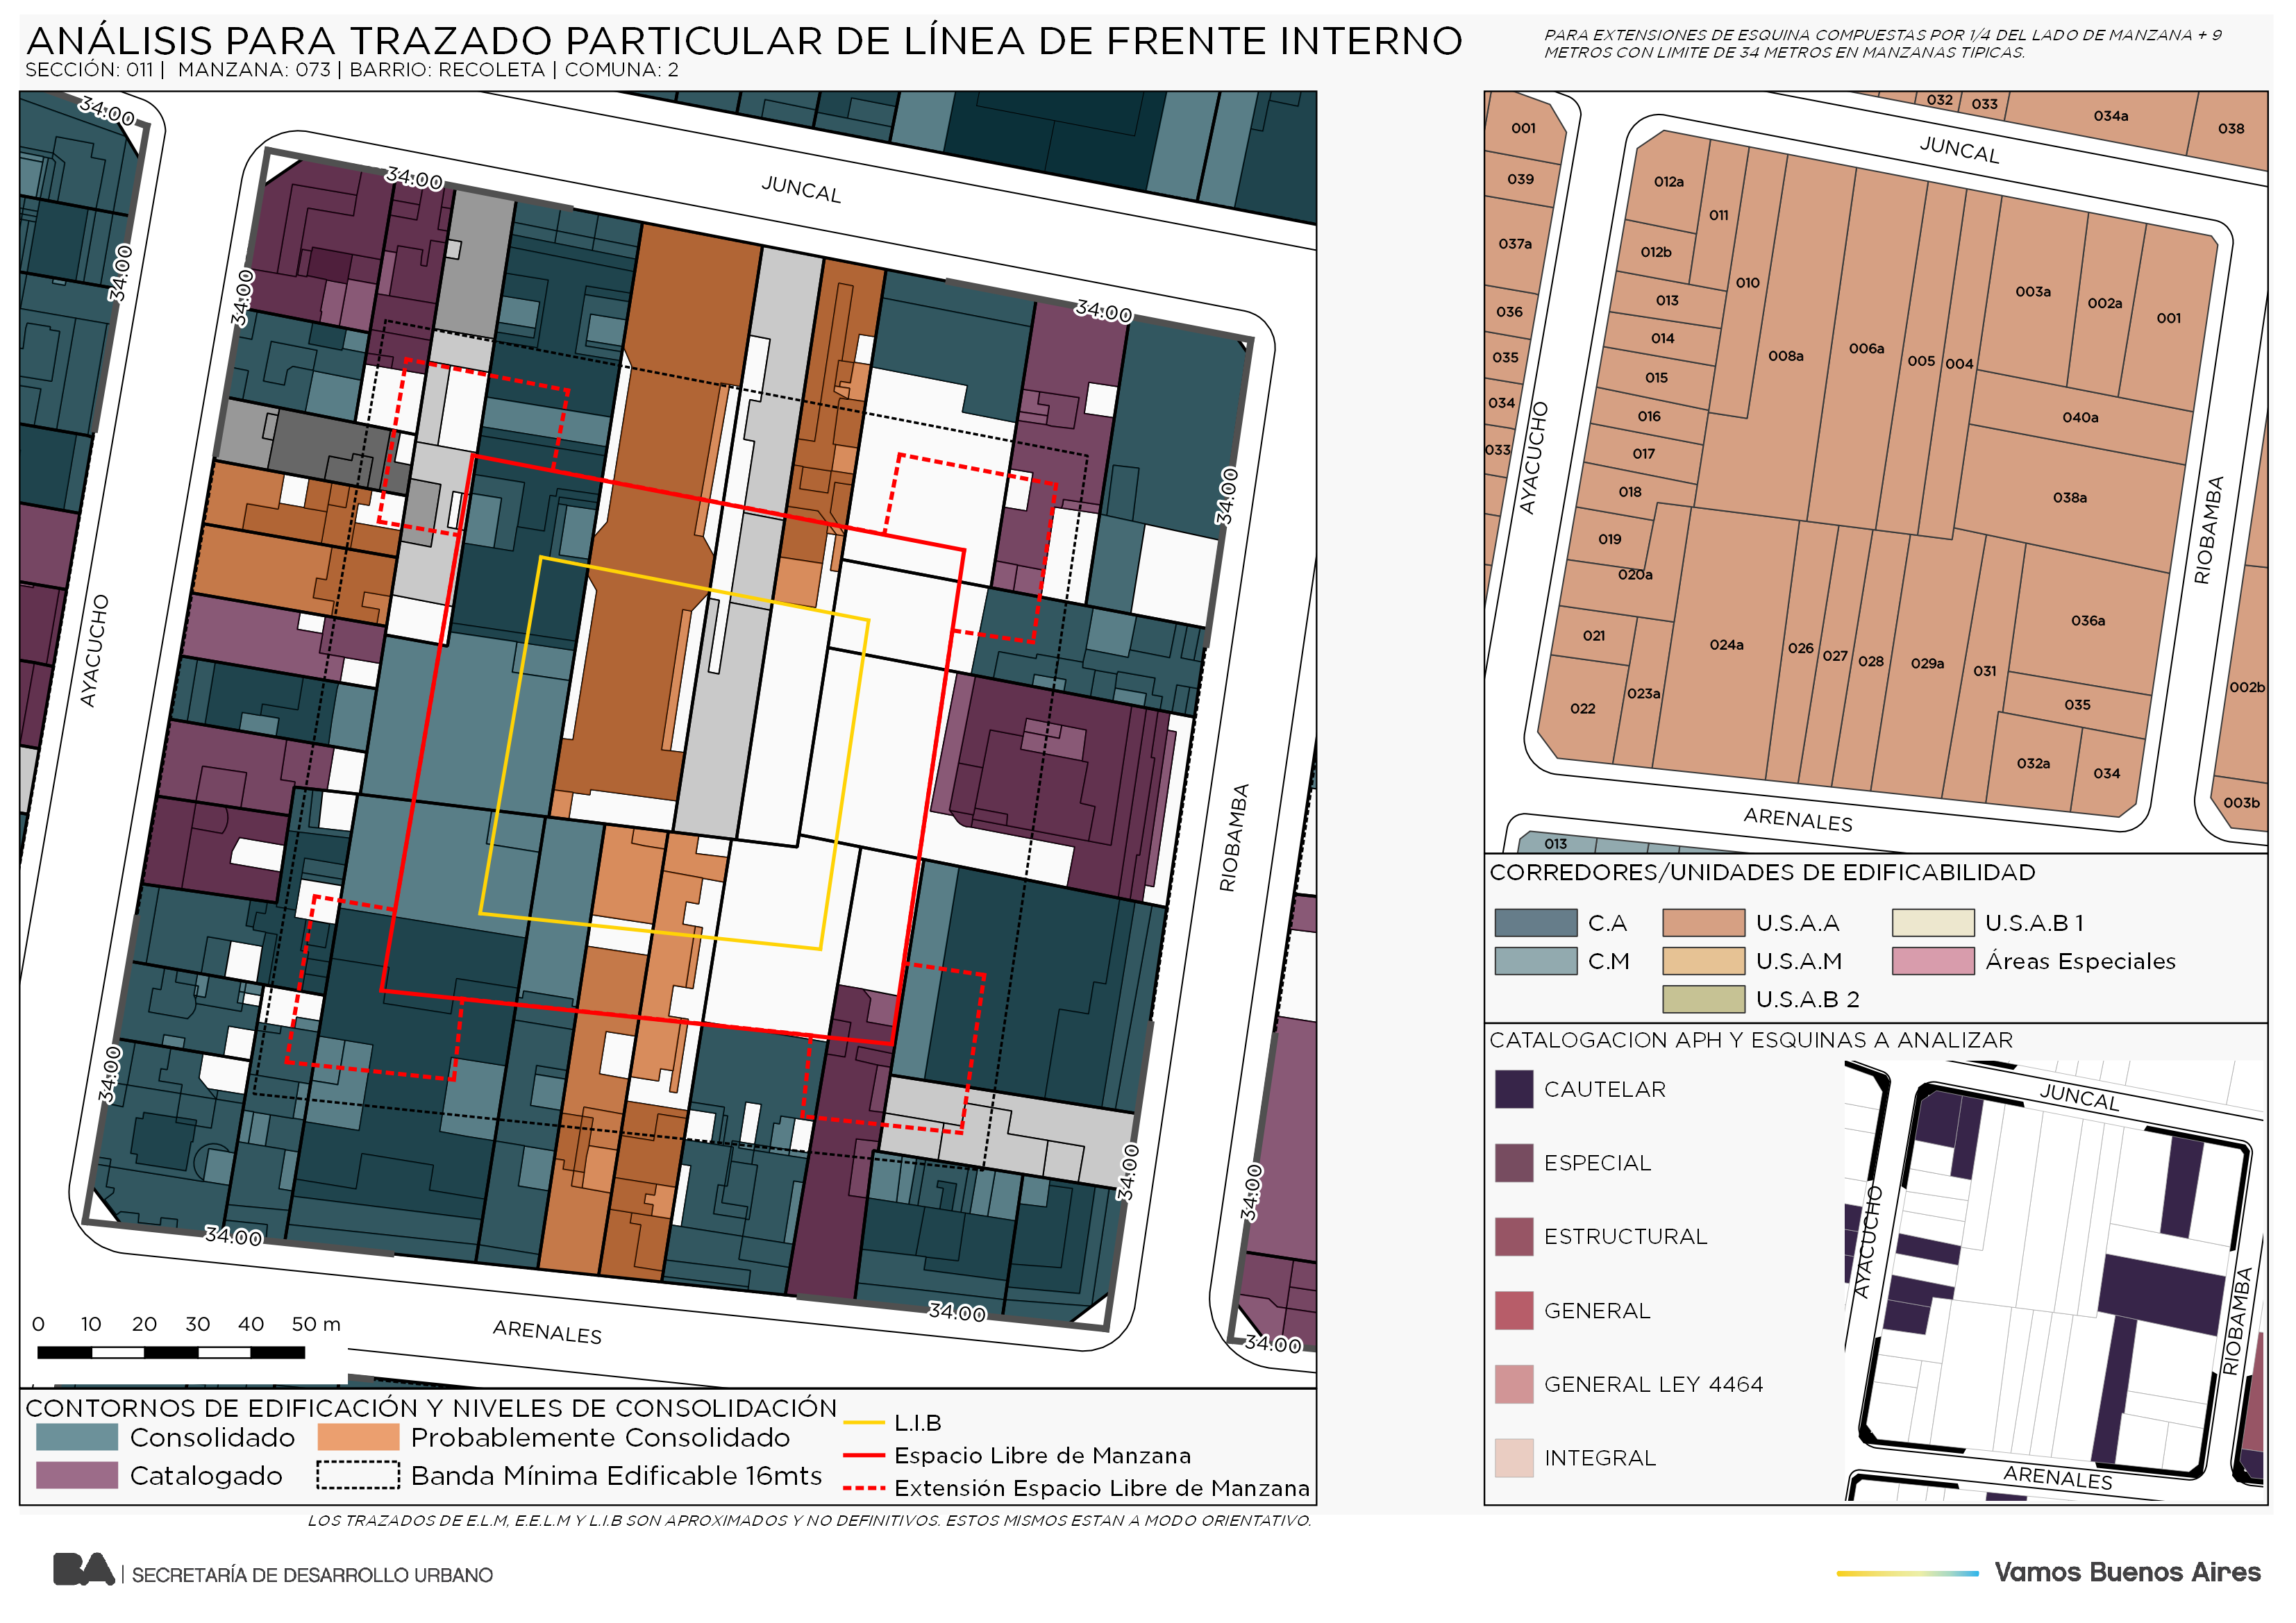 ANÁLISIS PARA TRAZADO PARTICULAR DE LÍNEA DE FRENTE INTERNO
SECCIÓN: 011 | MANZANA: 073 | BARRIO: RECOLETA | COMUNA: 2
PARA EXTENSIONES DE ESQUINA COMPUESTAS POR 1/4 DEL LADO DE MANZANA + 9
METROS CON LIMITE DE 34 METROS EN MANZANAS TIPICAS.
34:00
34:00
34:00
34:00
JUNCAL
34:00
34:00
AYACUCHO
RIOBAMBA
34:00
34:00
34:00
34:00
34:00
34:00
ARENALES
0 10 20 30 40 50 m
CONTORNOS DE EDIFICACIÓN Y NIVELES DE CONSOLIDACIÓN
Consolidado
Probablemente Consolidado
Catalogado
Banda Mínima Edificable 16mts
L.I.B
Espacio Libre de Manzana
Extensión Espacio Libre de Manzana
LOS TRAZADOS DE E.L.M, E.E.L.M Y L.I.B SON APROXIMADOS Y NO DEFINITIVOS. ESTOS MISMOS ESTAN A MODO ORIENTATIVO.
001
039
037a
036
035
034
033
032
033
034a
038
JUNCAL
012a
011
012b
010
013
014
015
016
017
018
019
020a
021
022
023a
024a
026
027
028
029a
031
008a
006a
005
004
003a
002a
001
040a
038a
036a
035
032a
034
002b
003b
013
AYACUCHO
RIOBAMBA
ARENALES
CORREDORES/UNIDADES DE EDIFICABILIDAD
C.A
U.S.A.A
U.S.A.B 1
C.M
U.S.A.M
Áreas Especiales
U.S.A.B 2
CATALOGACION APH Y ESQUINAS A ANALIZAR
CAUTELAR
ESPECIAL
ESTRUCTURAL
GENERAL
GENERAL LEY 4464
INTEGRAL
JUNCAL
AYACUCHO
RIOBAMBA
ARENALES
BA | SECRETARÍA DE DESARROLLO URBANO
Vamos Buenos Aires